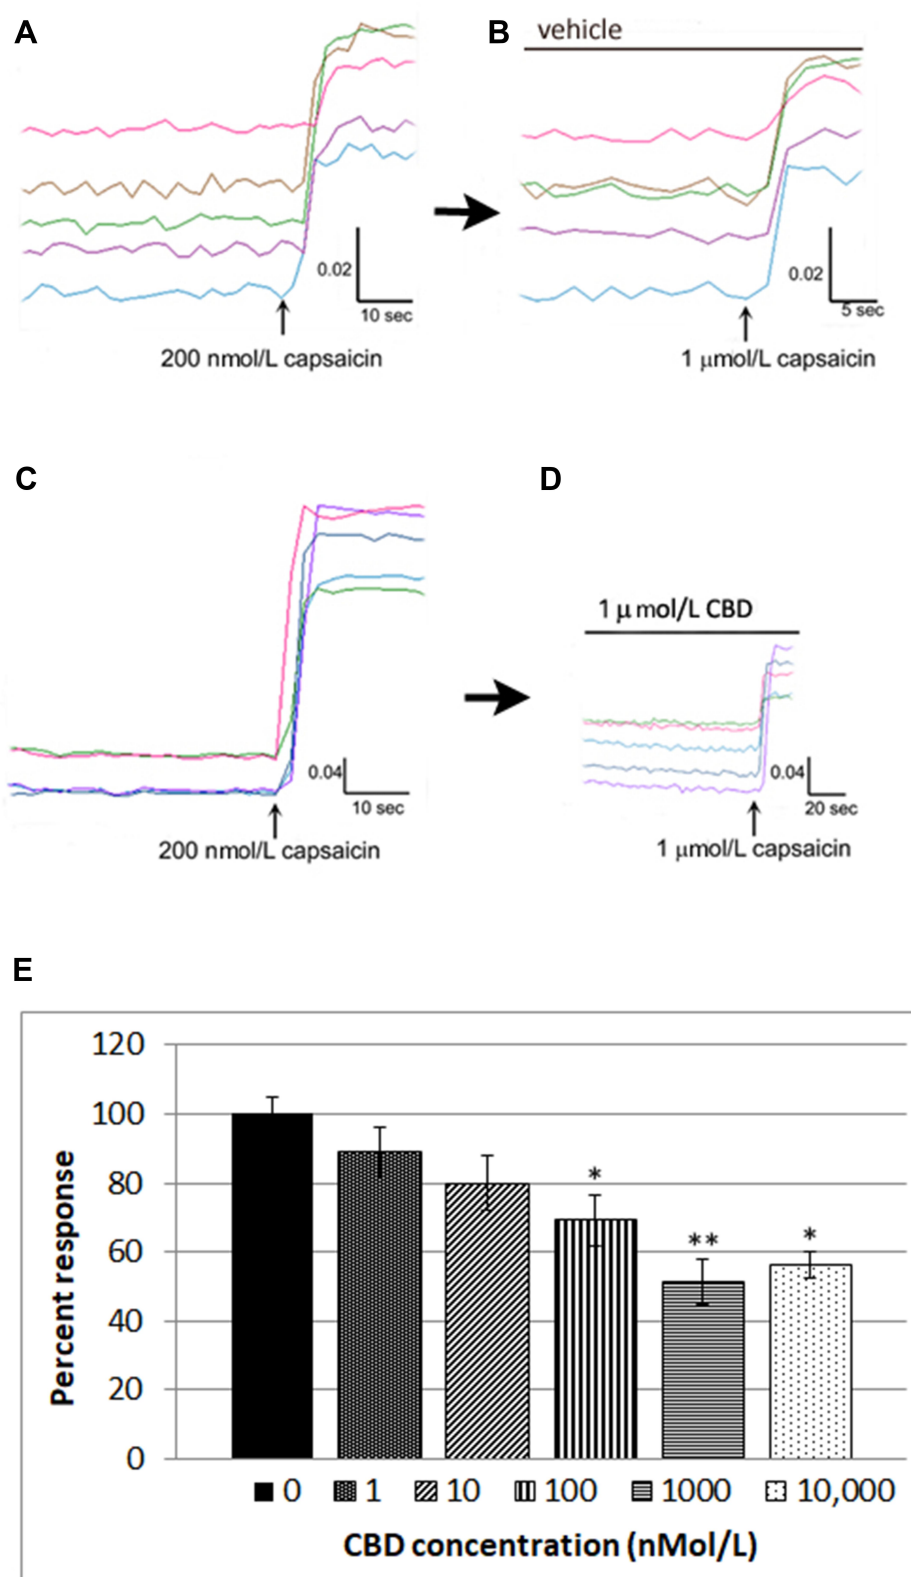 A
B
vehicle
0.02
10 sec
200 nmol/L capsaicin
0.02
5 sec
1 μmol/L capsaicin
C
D
1 μ mol/L CBD
0.04
10 sec
200 nmol/L capsaicin
0.04
20 sec
1 μmol/L capsaicin
E
120
100
80
60
40
20
0
Percent response
*
**
*
0 1 10 100 1000 10,000
CBD concentration (nMol/L)